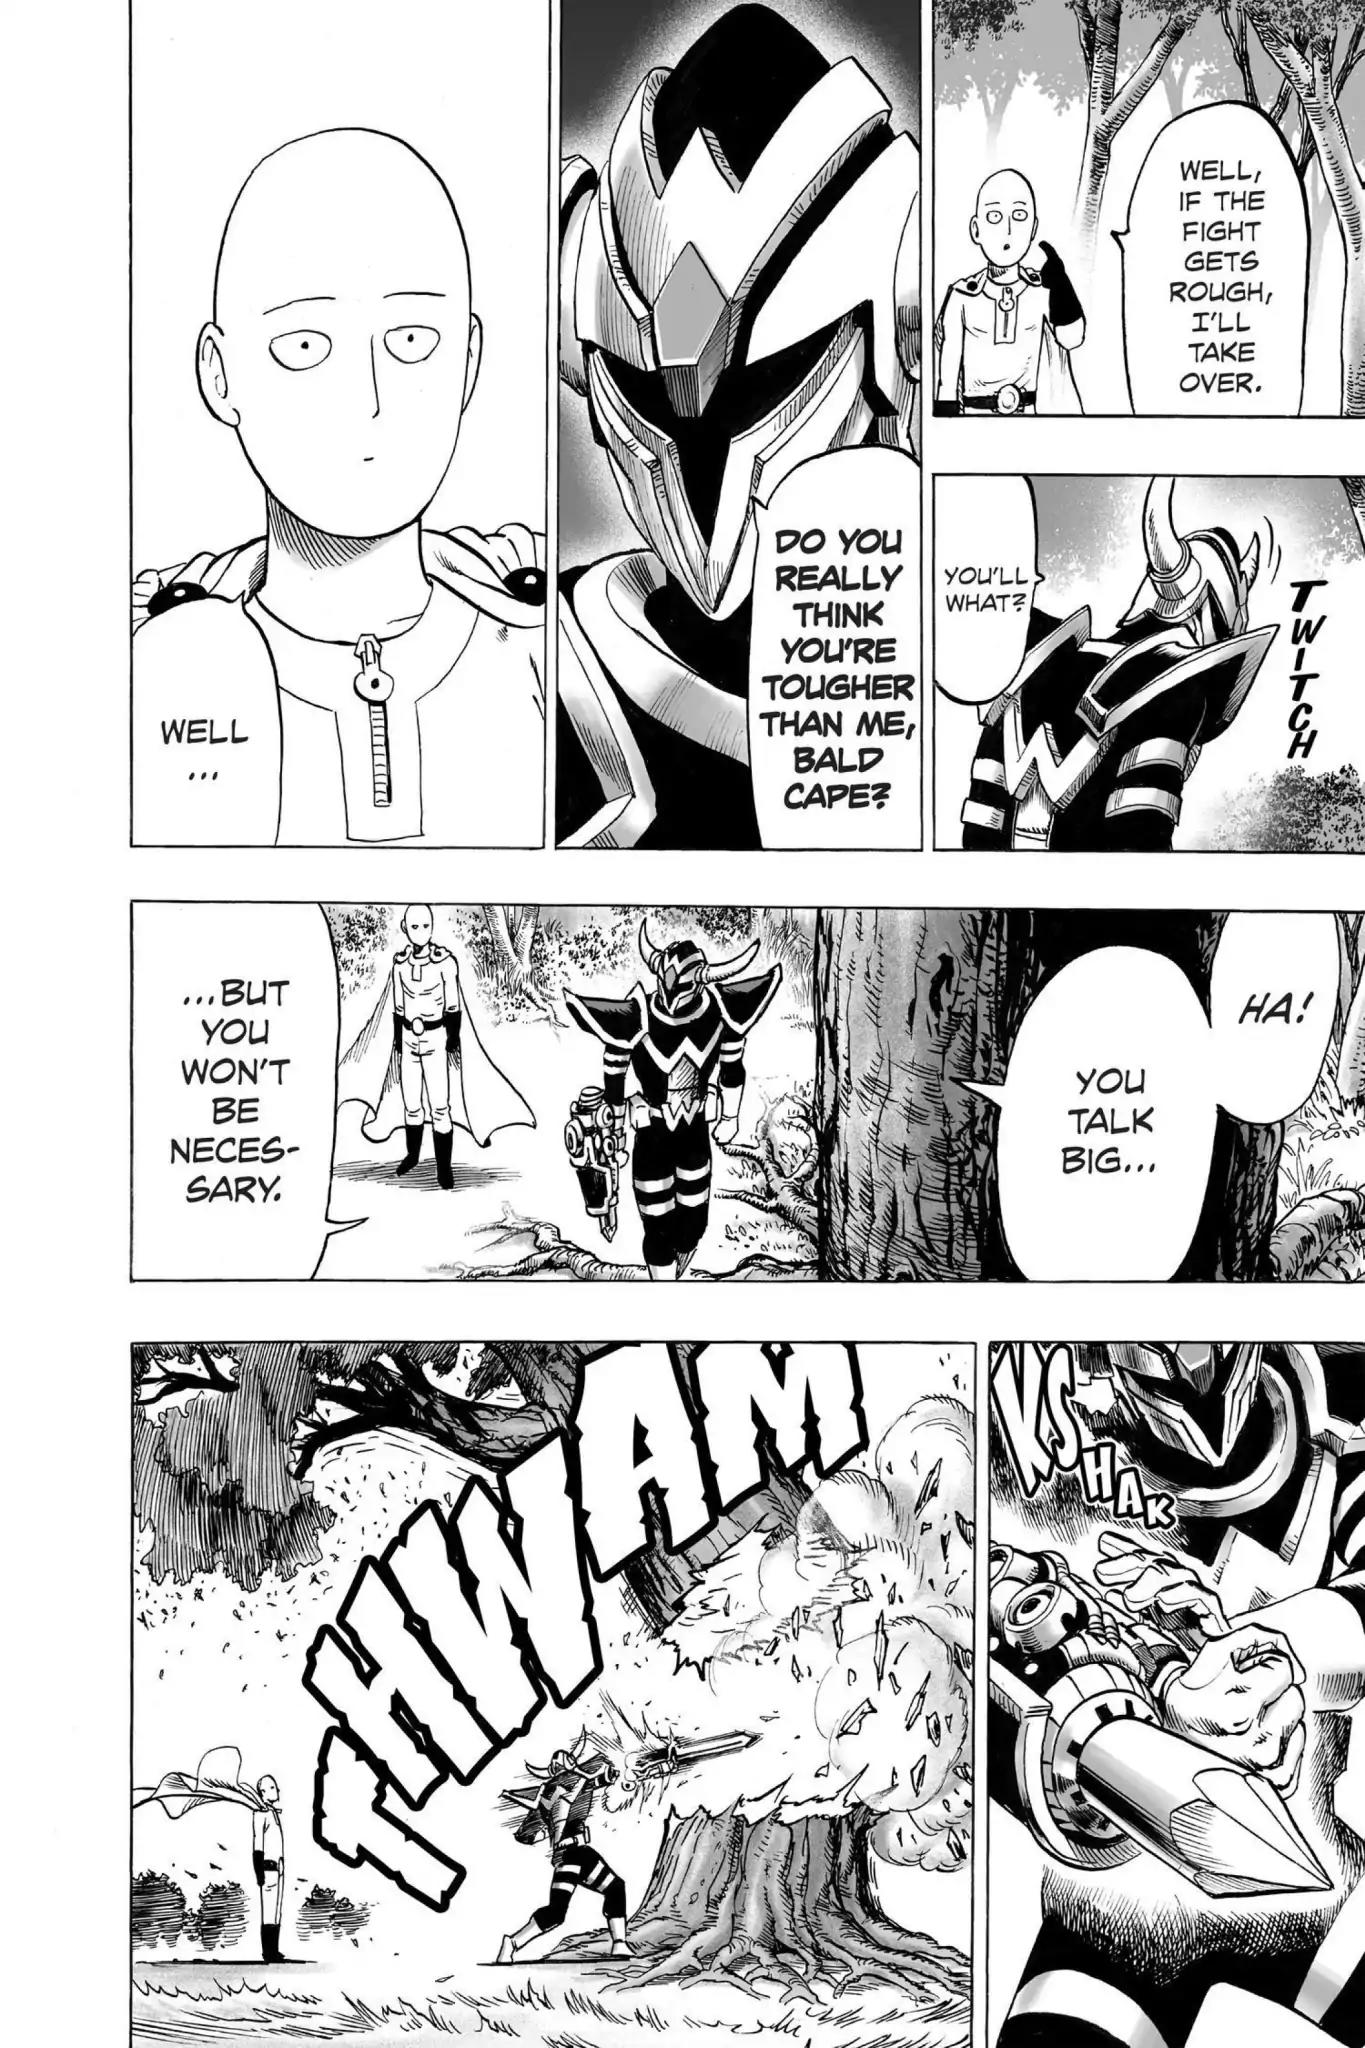 WELL,
IF THE
FIGHT
GETS
ROUGH,
I'LL
TAKE
OVER.
YOU'LL
WHAT?
TWITCH
DO YOU
REALLY
THINK
YOU'RE
TOUGHER
THAN ME,
BALD
CAPE?
WELL
...
HA!
YOU
TALK
BIG...
...BUT
YOU
WON'T
BE
NECES-
SARY.
KSHAK
THWAM